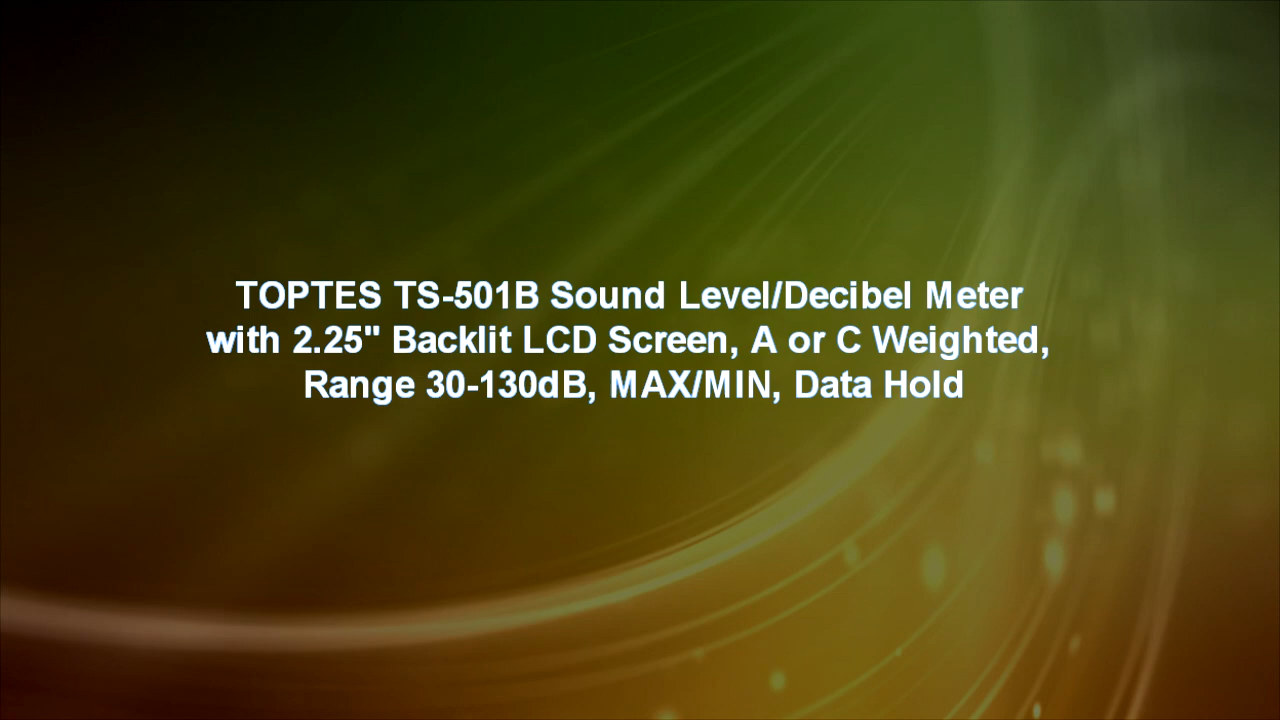 TOPTES TS-501B Sound Level/Decibel Meter
with 2.25" Backlit LCD Screen, A or C Weighted,
Range 30-130dB, MAX/MIN, Data Hold